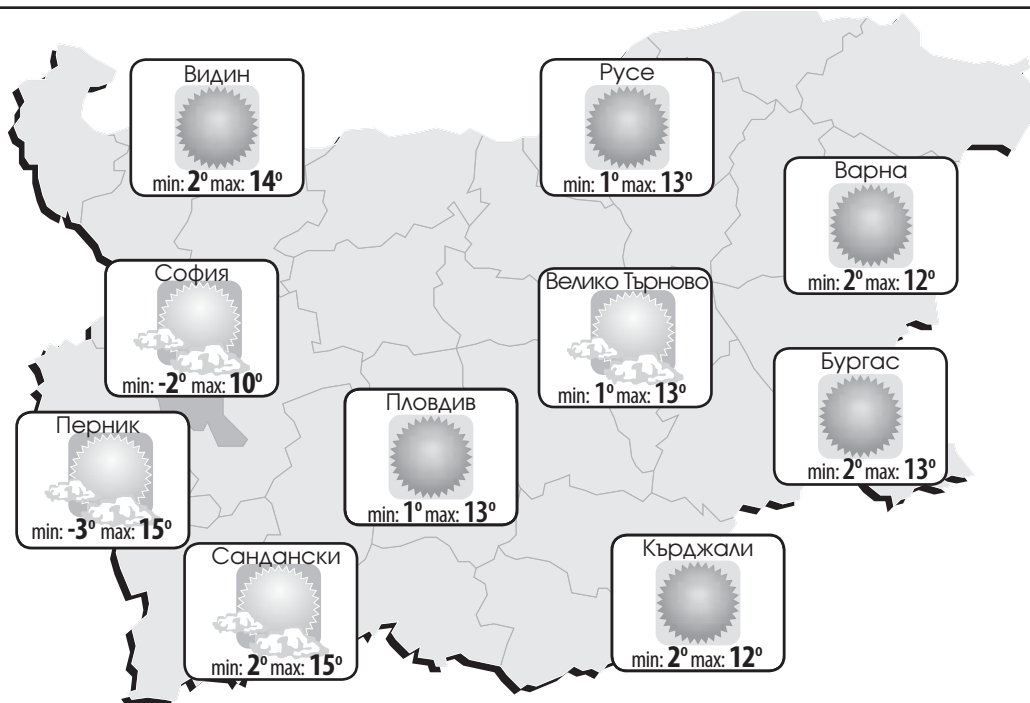 Видин
min: 2° max: 14°
Русе
min: 1° max: 13°
Варна
min: 2° max: 12°
София
min: -2° max: 10°
Велико Търново
min: 1° max: 13°
Бургас
min: 2° max: 13°
Пловдив
min: 1° max: 13°
Перник
min: -3° max: 15°
Сандански
min: 2° max: 15°
Кърджали
min: 2° max: 12°